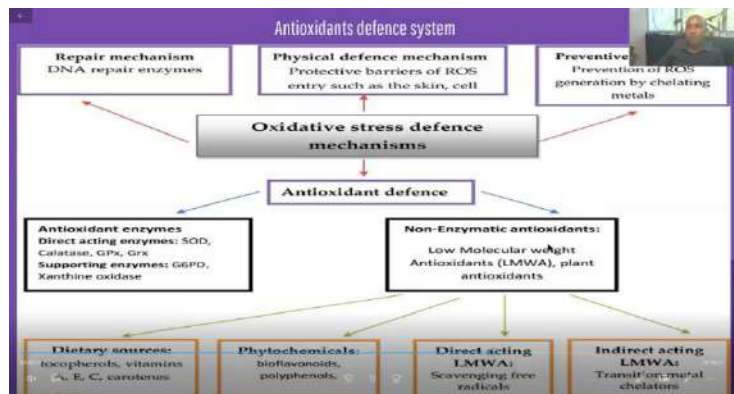 Antioxidants defence system
Repair mechanism
DNA repair enzymes
Physical defence mechanism
Protective barriers of ROS
entry such as the skin, cell
Preventive
Prevention of ROS
generation by chelating
metals
Oxidative stress defence
mechanisms
Antioxidant defence
Antioxidant enzymes
Direct acting enzymes: SOD,
Calatase, GPx, Grx
Supporting enzymes: G6PD,
Xanthine oxidase
Non-Enzymatic antioxidants:
Low Molecular weight
Antioxidants (LMWA), plant
antioxidants
Dietary sources:
tocopherols, vitamins
A, E, C, carotenes
Phytochemicals:
bioflavonoids,
polyphenols,
Direct acting
LMWA:
Scavenging free
radicals
Indirect acting
LMWA:
Transition metal
chelators